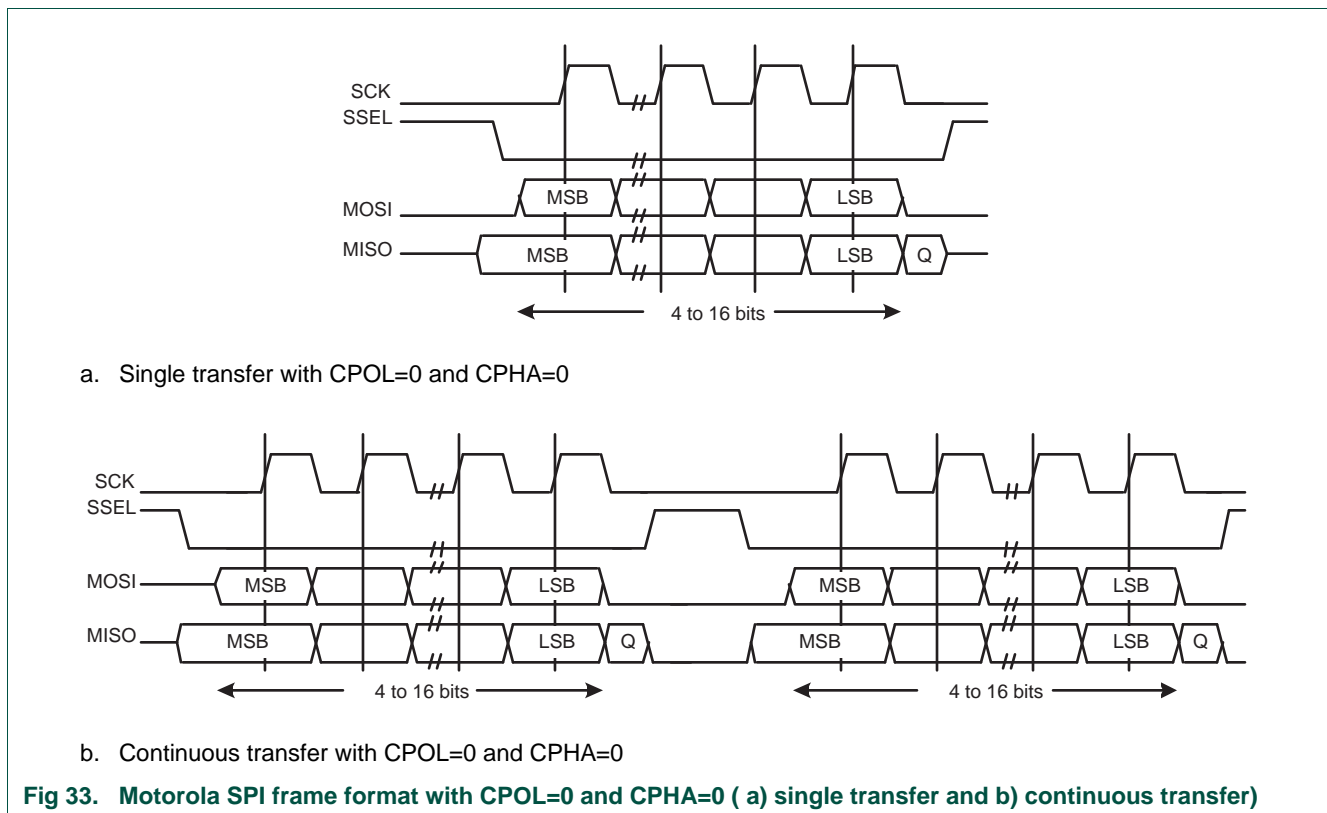 SCK
SSEL
MOSI MSB LSB
MISO MSB LSB Q
4 to 16 bits
a. Single transfer with CPOL=0 and CPHA=0
SCK
SSEL
MOSI MSB LSB MSB LSB
MISO MSB LSB Q MSB LSB Q
4 to 16 bits 4 to 16 bits
b. Continuous transfer with CPOL=0 and CPHA=0
Fig 33. Motorola SPI frame format with CPOL=0 and CPHA=0 ( a) single transfer and b) continuous transfer)